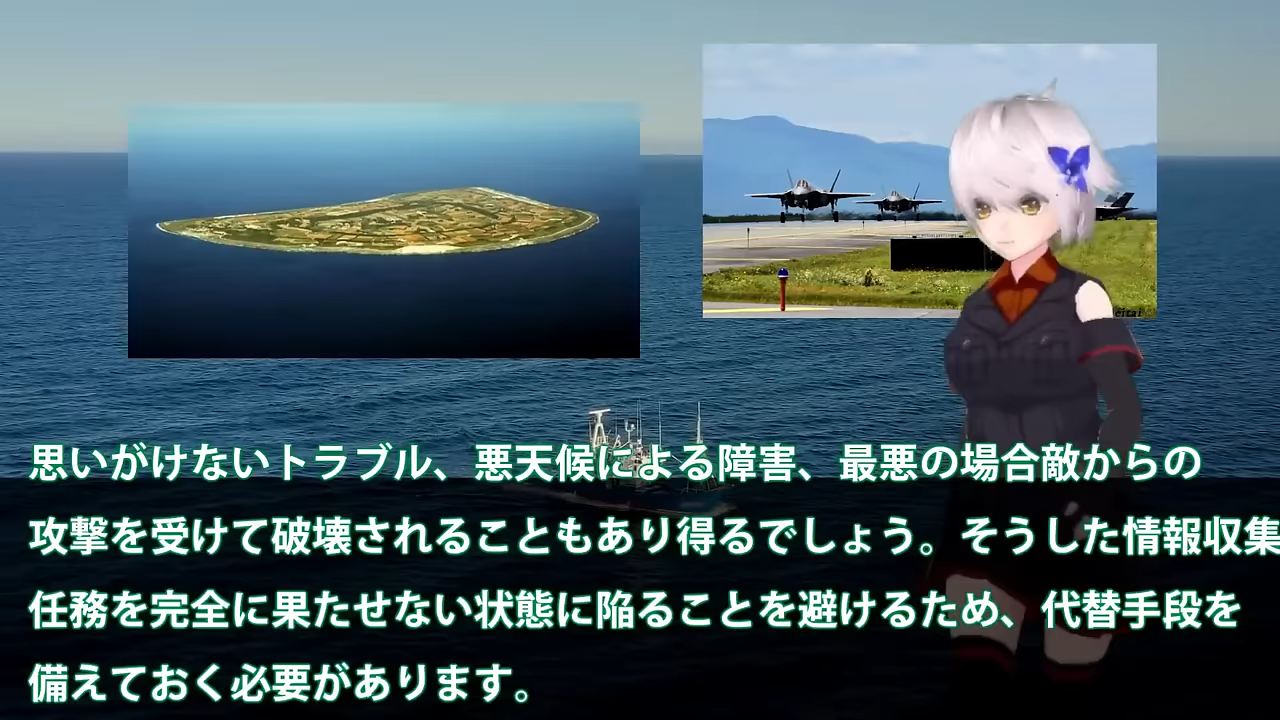 思いがけないトラブル、悪天候による障害、最悪の場合敵からの
攻撃を受けて破壊されることもあり得るでしょう。そうした情報収集
任務を完全に果たせない状態に陥ることを避けるため、代替手段を
備えておく必要があります。